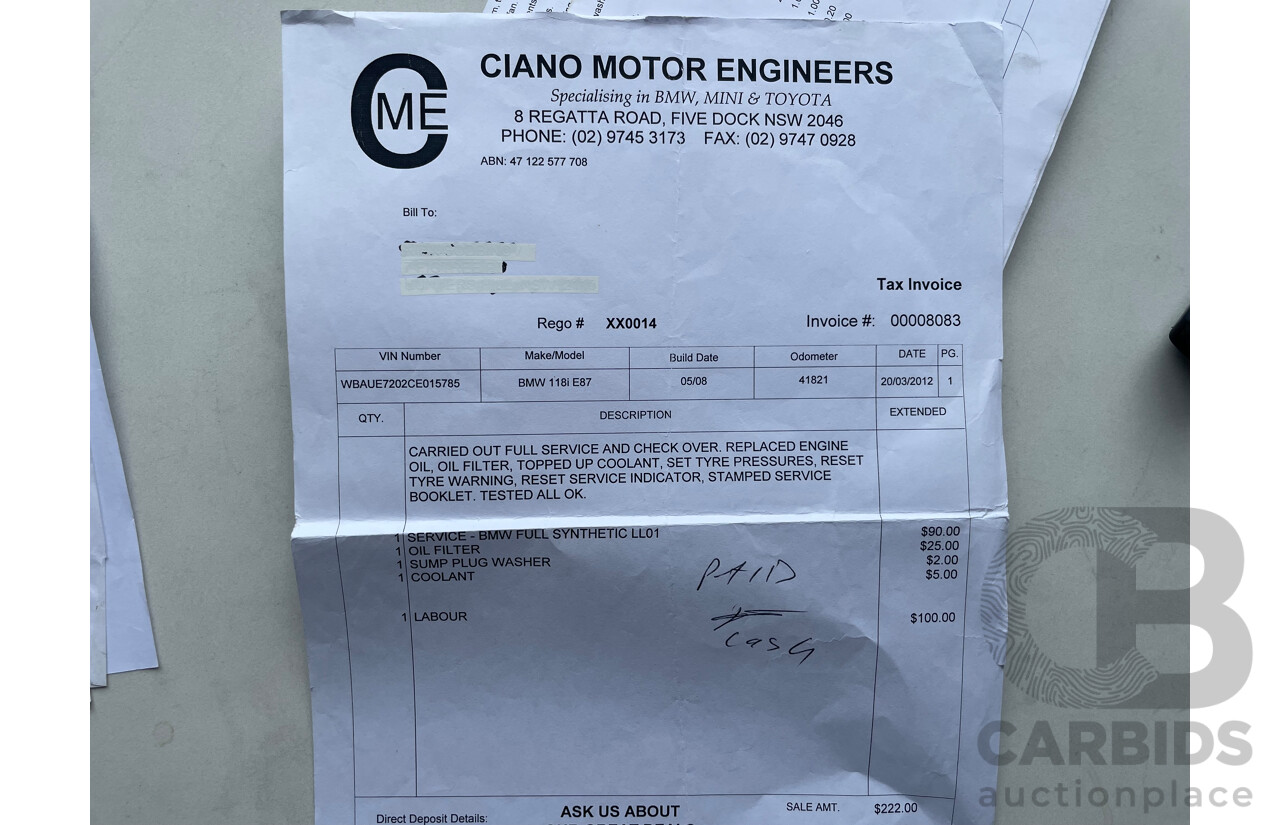 CIANO MOTOR ENGINEERS
CME
Specialising in BMW, MINI & TOYOTA
8 REGATTA ROAD, FIVE DOCK NSW 2046
PHONE: (02) 9745 3173 FAX: (02) 9747 0928
ABN: 47 122 577 708
Bill To:
Tax Invoice
Rego # XX0014 Invoice #: 00008083
VIN Number Make/Model Build Date Odometer DATE PG.
WBAUE7202CE015785 BMW 118i E87 05/08 41821 20/03/2012 1
QTY. DESCRIPTION EXTENDED
CARRIED OUT FULL SERVICE AND CHECK OVER. REPLACED ENGINE
OIL, OIL FILTER, TOPPED UP COOLANT, SET TYRE PRESSURES, RESET
TYRE WARNING, RESET SERVICE INDICATOR, STAMPED SERVICE
BOOKLET. TESTED ALL OK.
1 SERVICE - BMW FULL SYNTHETIC LL01 $90.00
1 OIL FILTER $25.00
1 SUMP PLUG WASHER $2.00
1 COOLANT $5.00
PAID
1 LABOUR $100.00
Cash
Direct Deposit Details: ASK US ABOUT SALE AMT. $222.00
CB
CARBIDS
auctionplace